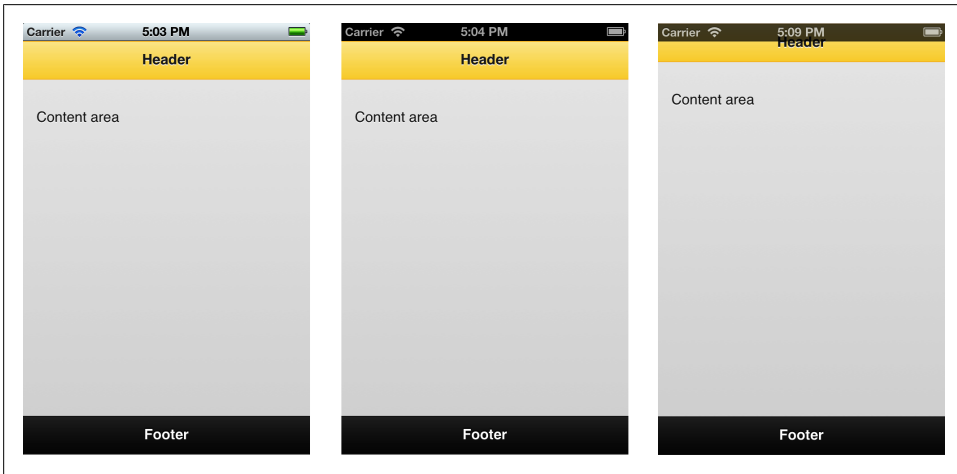 Carrier 5:03 PM
Header
Content area
Footer
Carrier 5:04 PM
Header
Content area
Footer
Carrier 5:09 PM
Header
Content area
Footer